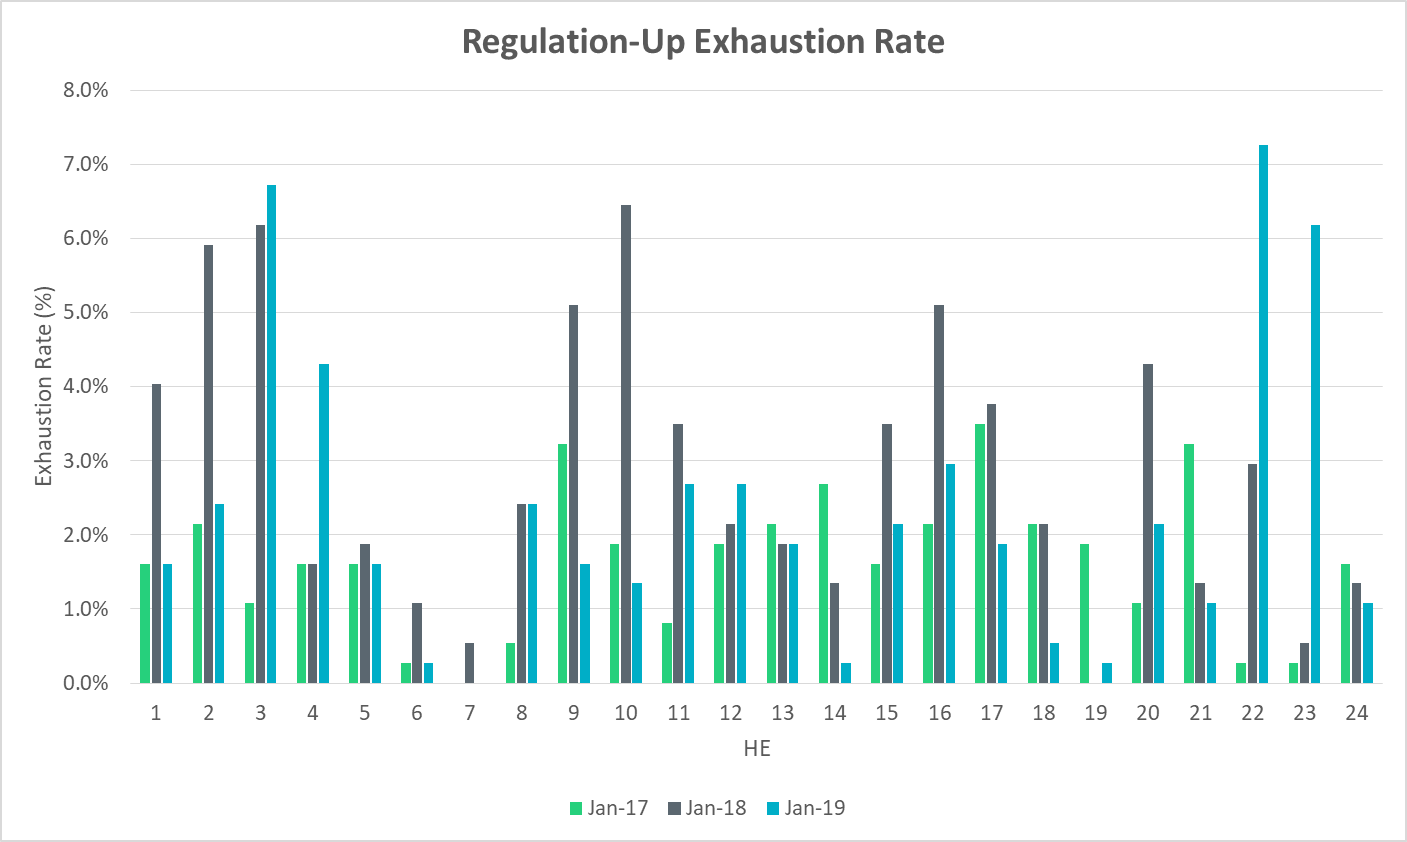 Regulation-Up Exhaustion Rate
8.0%
7.0%
6.0%
5.0%
4.0%
3.0%
2.0%
1.0%
0.0%
Exhaustion Rate (%)
1 2 3 4 5 6 7 8 9 10 11 12 13 14 15 16 17 18 19 20 21 22 23 24
HE
Jan-17 Jan-18 Jan-19